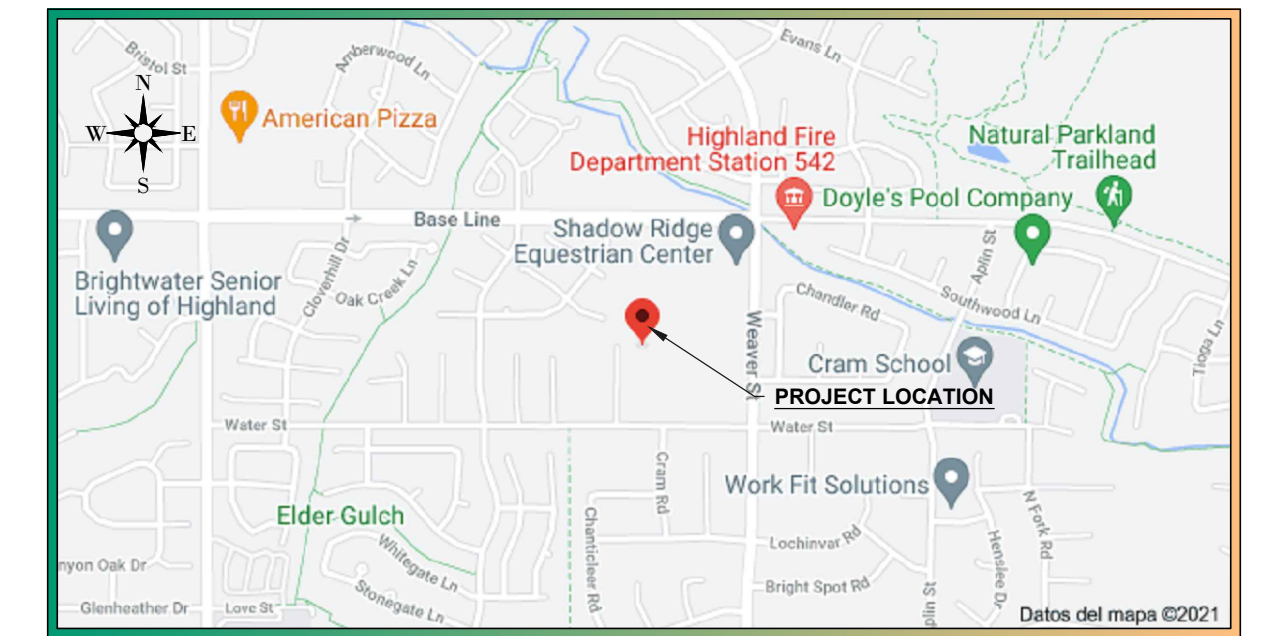 Bristol St
Amberwood Ln
Evans Ln
N
W
E
S
American Pizza
Highland Fire
Department Station 542
Natural Parkland
Trailhead
Doyle's Pool Company
Base Line
Shadow Ridge
Equestrian Center
Brightwater Senior
Living of Highland
Cloverhill Dr
Oak Creek Ln
Aplin St
Chandler Rd
Southwood Ln
Tioga Ln
Weaver St
Cram School
PROJECT LOCATION
Water St
Water St
Cram Rd
Work Fit Solutions
Elder Gulch
Chanticleer Rd
N Fork Rd
Whitegate Ln
Lochinvar Rd
Henslee Dr
nyon Oak Dr
Stonegate Ln
Bright Spot Rd
plin St
Glenheather Dr
Love St
Datos del mapa ©2021